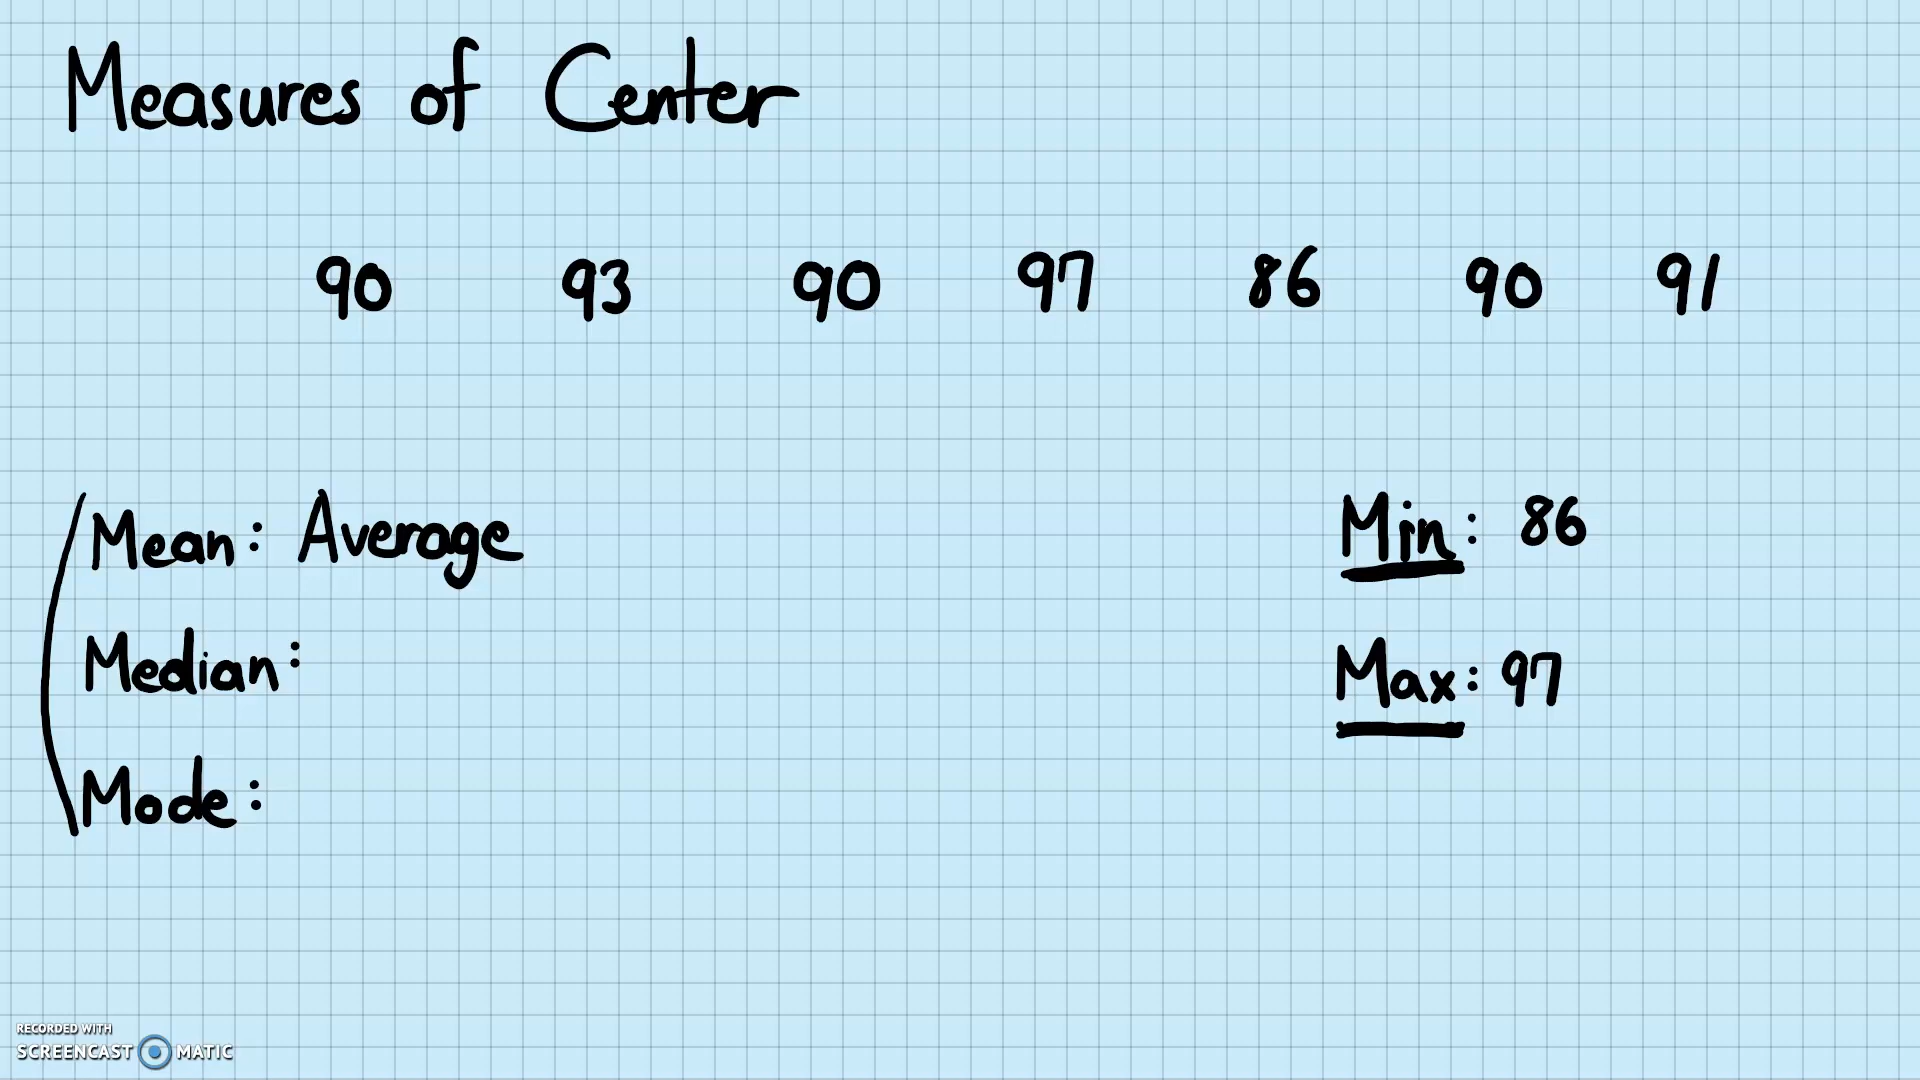 Measures of Center
90 93 90 97 86 90 91
Mean: Average
Min: 86
Median:
Max: 97
Mode:
RECORDED WITH
SCREENCAST MATIC